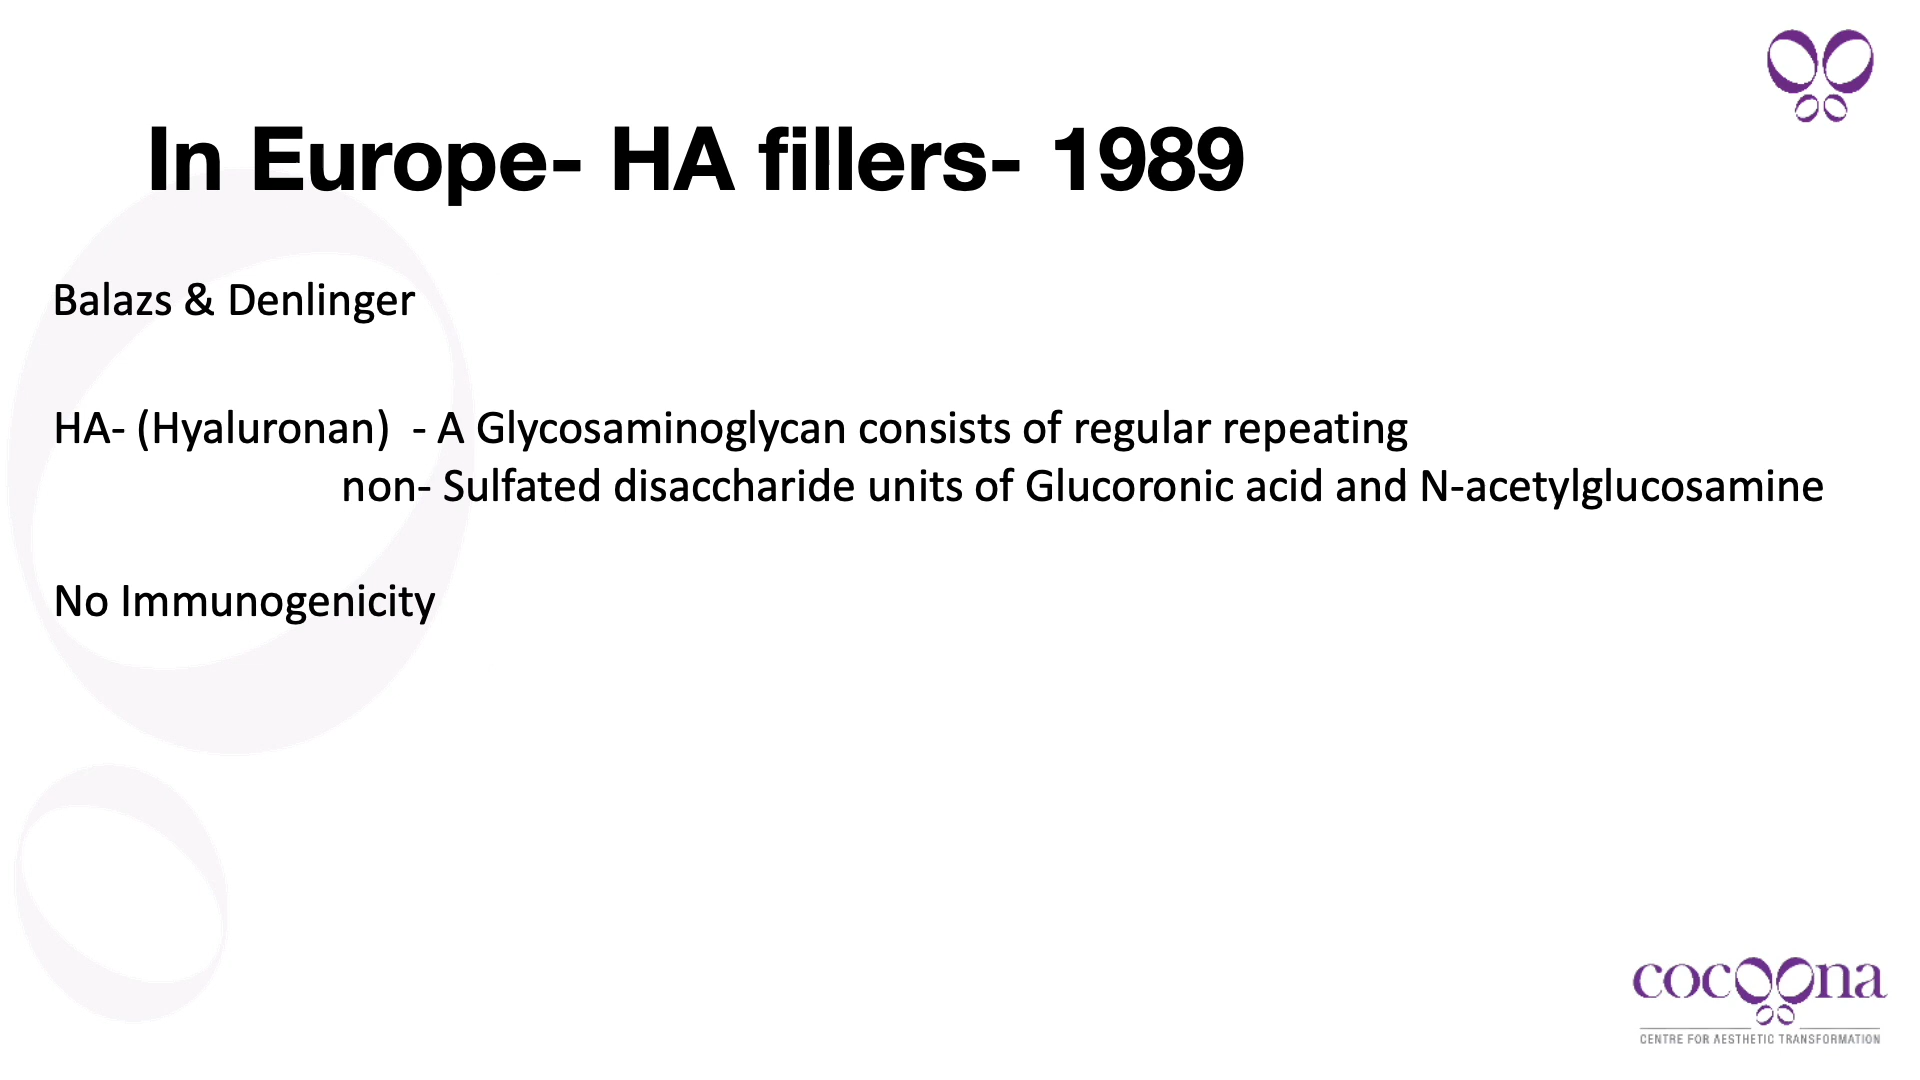 In Europe- HA fillers- 1989
Balazs & Denlinger
HA- (Hyaluronan)  - A Glycosaminoglycan consists of regular repeating
non- Sulfated disaccharide units of Glucoronic acid and N-acetylglucosamine
No Immunogenicity
cocoona
CENTRE FOR AESTHETIC TRANSFORMATION